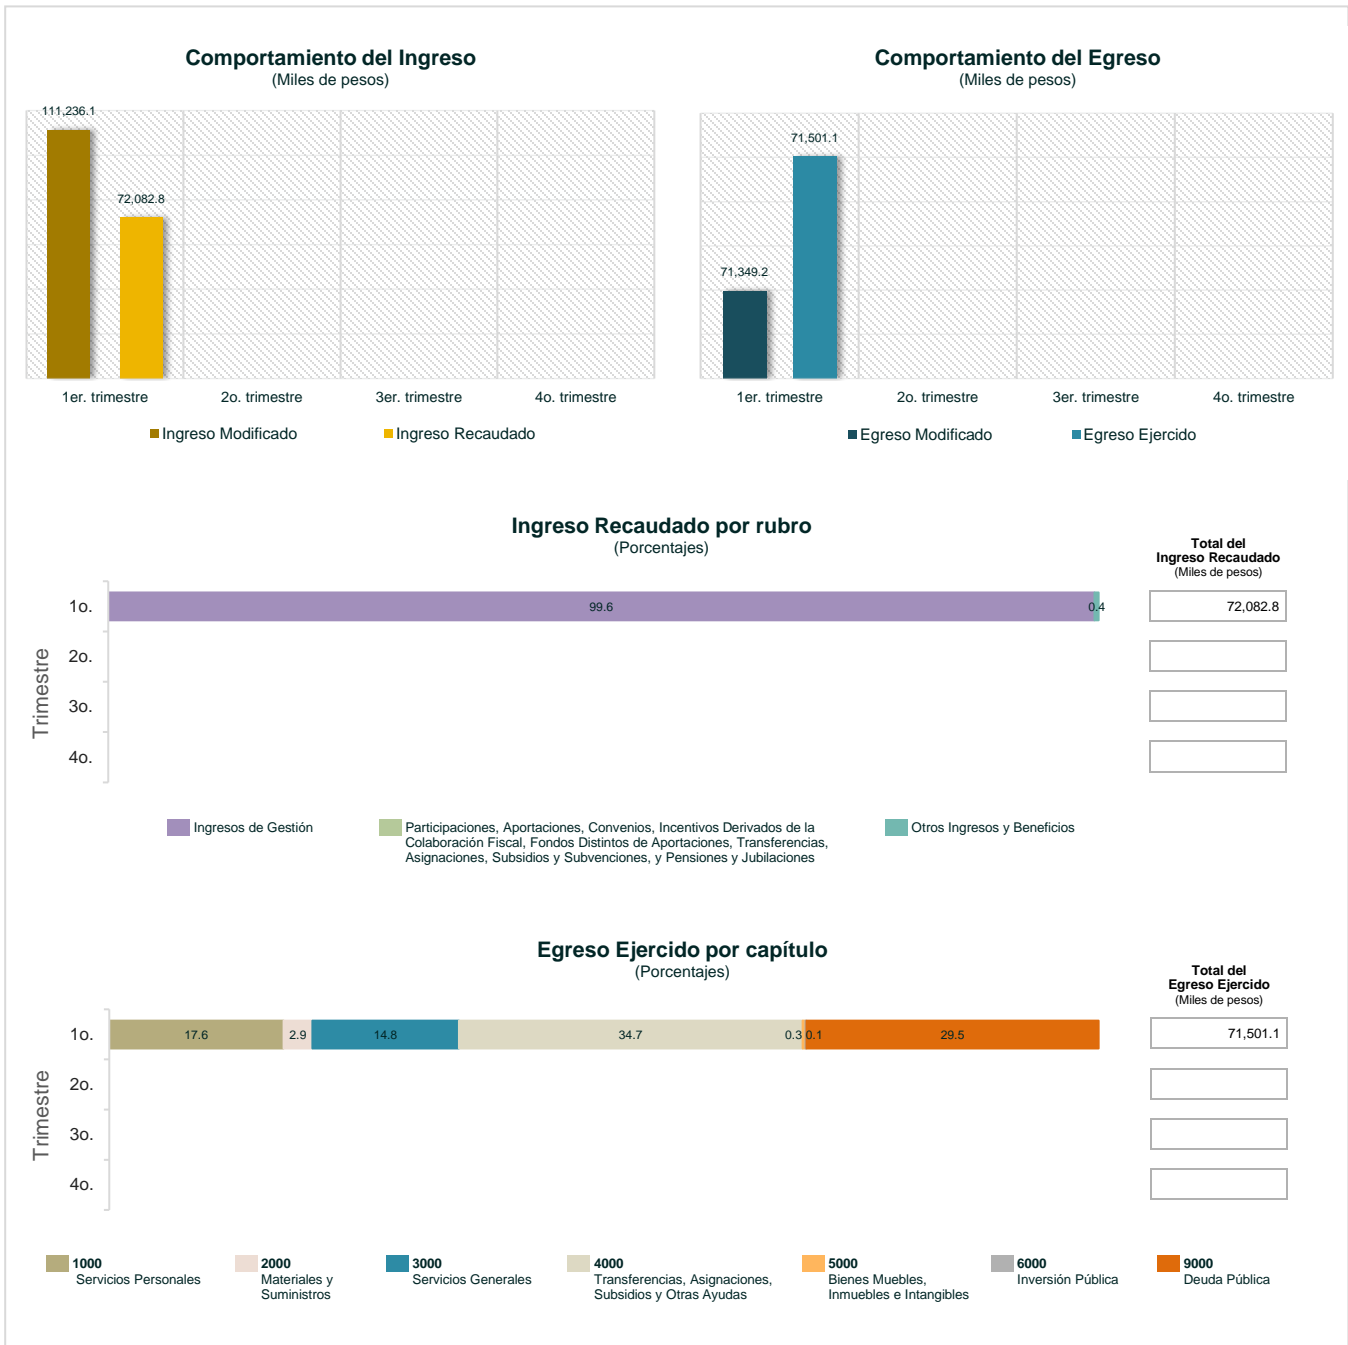 Comportamiento del Ingreso
(Miles de pesos)
111,236.1
72,082.8
1er. trimestre
2o. trimestre
3er. trimestre
4o. trimestre
Ingreso Modificado
Ingreso Recaudado
Comportamiento del Egreso
(Miles de pesos)
71,501.1
71,349.2
1er. trimestre
2o. trimestre
3er. trimestre
4o. trimestre
Egreso Modificado
Egreso Ejercido
Ingreso Recaudado por rubro
(Porcentajes)
Total del
Ingreso Recaudado
(Miles de pesos)
Trimestre
1o.
99.6
0.4
72,082.8
2o.
3o.
4o.
Ingresos de Gestión
Participaciones, Aportaciones, Convenios, Incentivos Derivados de la
Colaboración Fiscal, Fondos Distintos de Aportaciones, Transferencias,
Asignaciones, Subsidios y Subvenciones, y Pensiones y Jubilaciones
Otros Ingresos y Beneficios
Egreso Ejercido por capítulo
(Porcentajes)
Total del
Egreso Ejercido
(Miles de pesos)
Trimestre
1o.
17.6
2.9
14.8
34.7
0.3
0.1
29.5
71,501.1
2o.
3o.
4o.
1000
Servicios Personales
2000
Materiales y
Suministros
3000
Servicios Generales
4000
Transferencias, Asignaciones,
Subsidios y Otras Ayudas
5000
Bienes Muebles,
Inmuebles e Intangibles
6000
Inversión Pública
9000
Deuda Pública